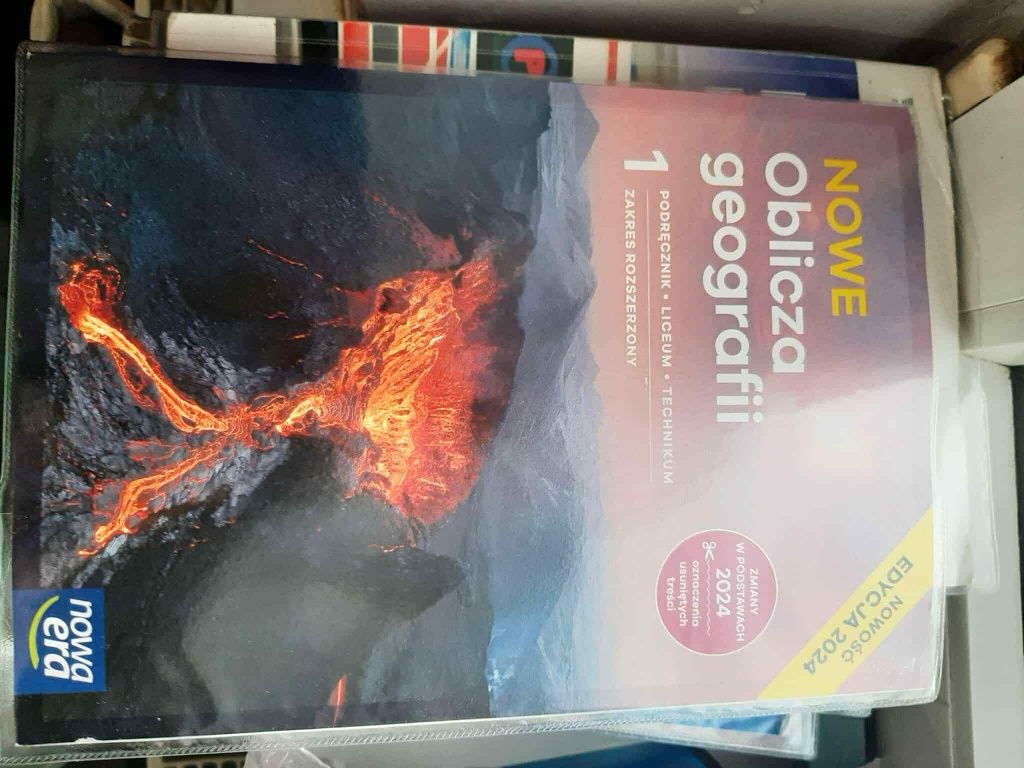 NOWE
Oblicza
geografii
1
PODRĘCZNIK • LICEUM • TECHNIKUM
ZAKRES ROZSZERZONY
NOWOŚĆ
EDYCJA 2024
ZMIANY
W PODSTAWACH
2024
oznaczenia
usuniętych
treści
nowa
era
P